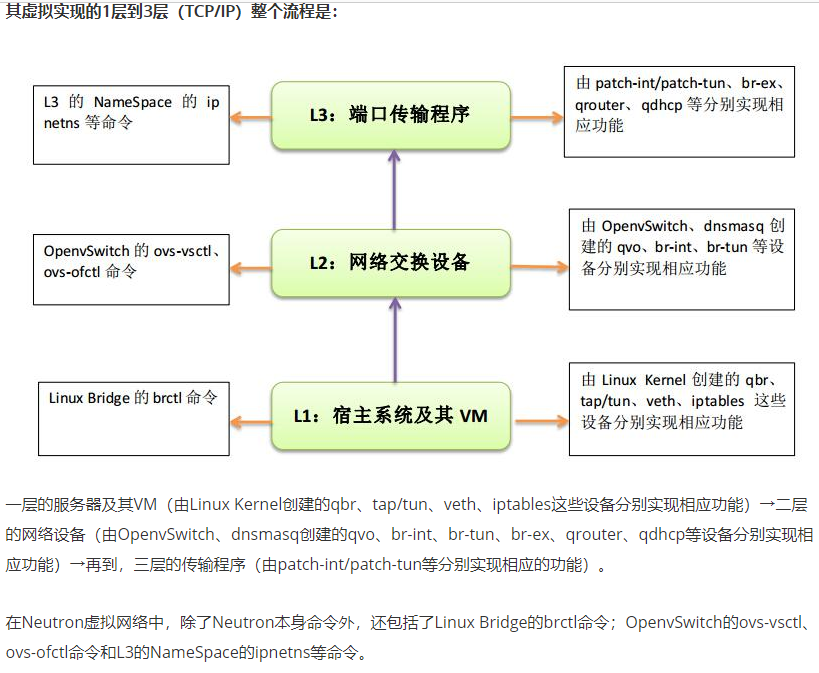 其虚拟实现的1层到3层（TCP/IP）整个流程是：
L3 的 NameSpace 的 ip
netns 等命令
L3：端口传输程序
由 patch-int/patch-tun、br-ex、
qrouter、qdhcp 等分别实现相
应功能
OpenvSwitch 的 ovs-vsctl、
ovs-ofctl 命令
L2：网络交换设备
由 OpenvSwitch、dnsmasq 创
建的 qvo、br-int、br-tun 等设
备分别实现相应功能
Linux Bridge 的 brctl 命令
L1：宿主系统及其 VM
由 Linux Kernel 创建的 qbr、
tap/tun、veth、iptables 这些
设备分别实现相应功能
一层的服务器及其VM（由Linux Kernel创建的qbr、tap/tun、veth、iptables这些设备分别实现相应功能）→二层
的网络设备（由OpenvSwitch、dnsmasq创建的qvo、br-int、br-tun、br-ex、qrouter、qdhcp等设备分别实现相
应功能）→再到，三层的传输程序（由patch-int/patch-tun等分别实现相应的功能）。
在Neutron虚拟网络中，除了Neutron本身命令外，还包括了Linux Bridge的brctl命令；OpenvSwitch的ovs-vsctl、
ovs-ofctl命令和L3的NameSpace的ipnetns等命令。